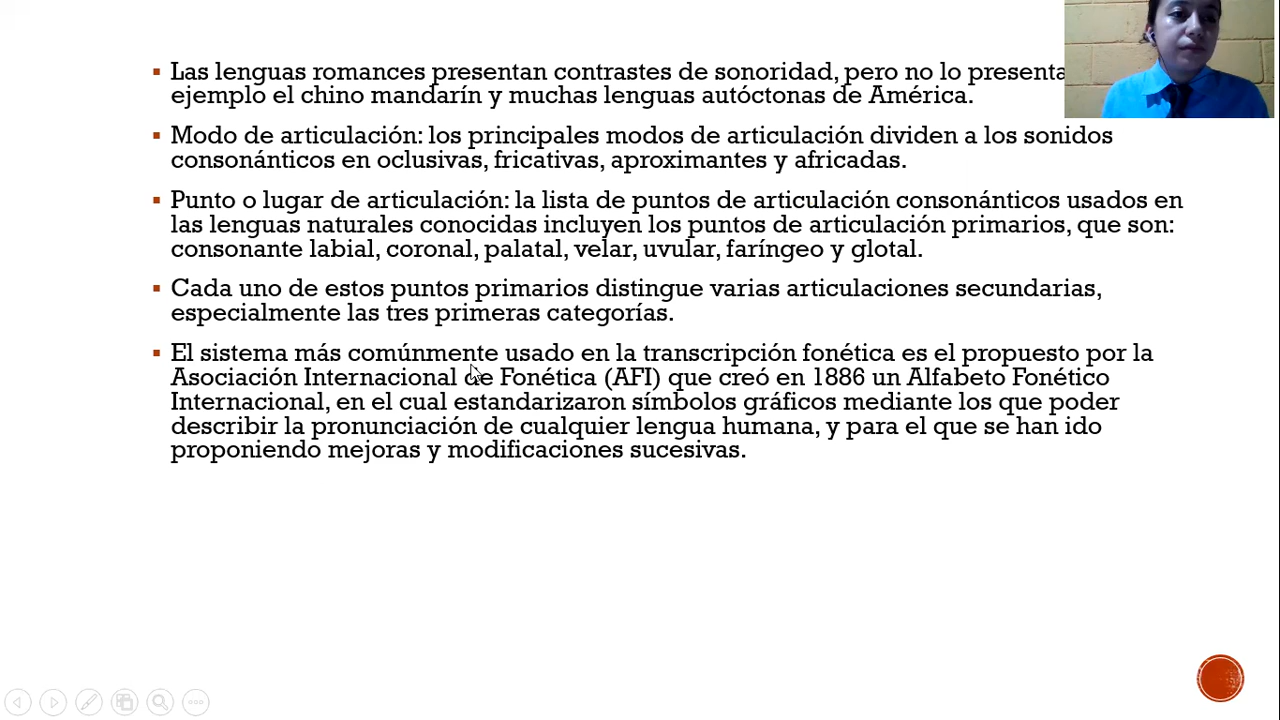 Las lenguas romances presentan contrastes de sonoridad, pero no lo
ejemplo el chino mandarín y muchas lenguas autóctonas de América.
Modo de articulación: los principales modos de articulación dividen a los sonidos
consonánticos en oclusivas, fricativas, aproximantes y africadas.
Punto o lugar de articulación: la lista de puntos de articulación consonánticos usados en
las lenguas naturales conocidas incluyen los puntos de articulación primarios, que son:
consonante labial, coronal, palatal, velar, uvular, faríngeo y glotal.
Cada uno de estos puntos primarios distingue varias articulaciones secundarias,
especialmente las tres primeras categorías.
El sistema más comúnmente usado en la transcripción fonética es el propuesto por la
Asociación Internacional de Fonética (AFI) que creó en 1886 un Alfabeto Fonético
Internacional, en el cual estandarizaron símbolos gráficos mediante los que poder
describir la pronunciación de cualquier lengua humana, y para el que se han ido
proponiendo mejoras y modificaciones sucesivas.